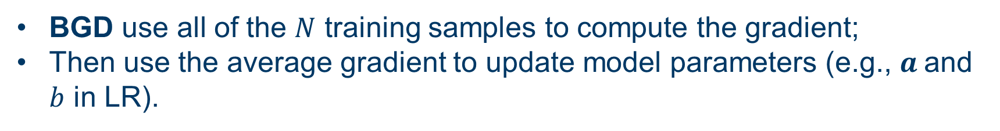 • BGD use all of the N training samples to compute the gradient;
• Then use the average gradient to update model parameters (e.g., a and
b in LR).